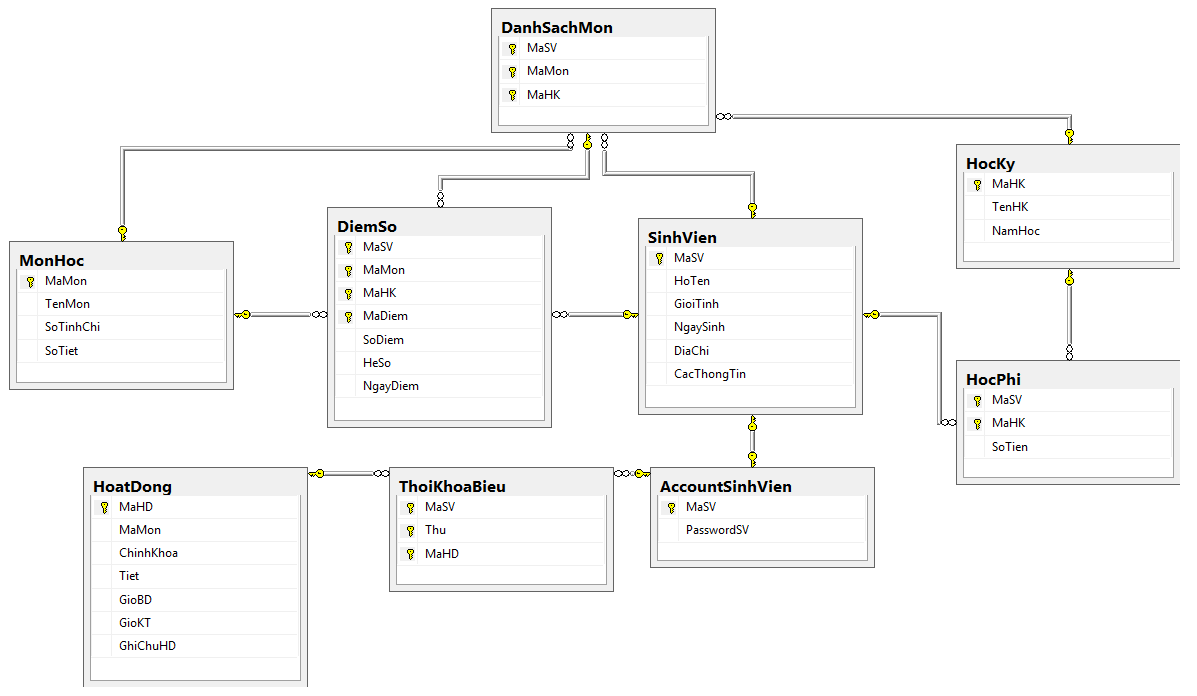 DanhSachMon
MaSV
MaMon
MaHK
HocKy
MaHK
TenHK
NamHoc
MonHoc
MaMon
TenMon
SoTinhChi
SoTiet
DiemSo
MaSV
MaMon
MaHK
MaDiem
SoDiem
HeSo
NgayDiem
SinhVien
MaSV
HoTen
GioiTinh
NgaySinh
DiaChi
CacThongTin
HocPhi
MaSV
MaHK
SoTien
HoatDong
MaHD
MaMon
ChinhKhoa
Tiet
GioBD
GioKT
GhiChuHD
ThoiKhoaBieu
MaSV
Thu
MaHD
AccountSinhVien
MaSV
PasswordSV